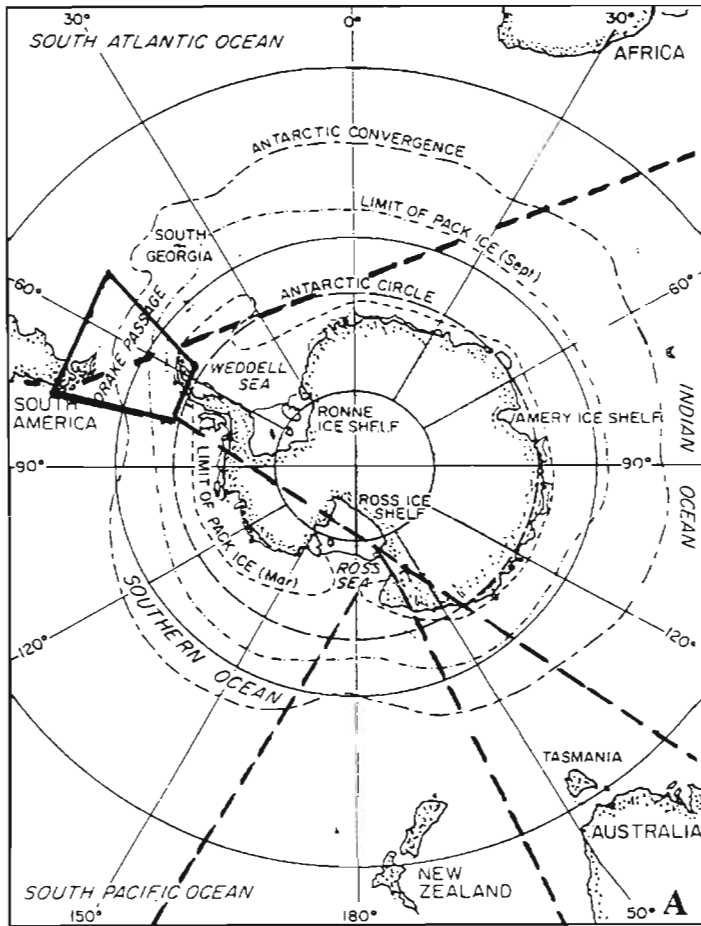 30°
0°
30°
SOUTH ATLANTIC OCEAN
AFRICA
ANTARCTIC CONVERGENCE
LIMIT OF PACK ICE (Sept)
SOUTH
GEORGIA
60°
ANTARCTIC CIRCLE
60°
DRAKE PASSAGE
WEDDELL
SEA
SOUTH
AMERICA
RONNE
ICE SHELF
AMERY ICE SHELF
INDIAN OCEAN
90°
90°
LIMIT OF PACK ICE (Mar)
ROSS ICE
SHELF
ROSS
SEA
SOUTHERN OCEAN
120°
120°
TASMANIA
AUSTRALIA
NEW
ZEALAND
SOUTH PACIFIC OCEAN
150°
180°
50°
A